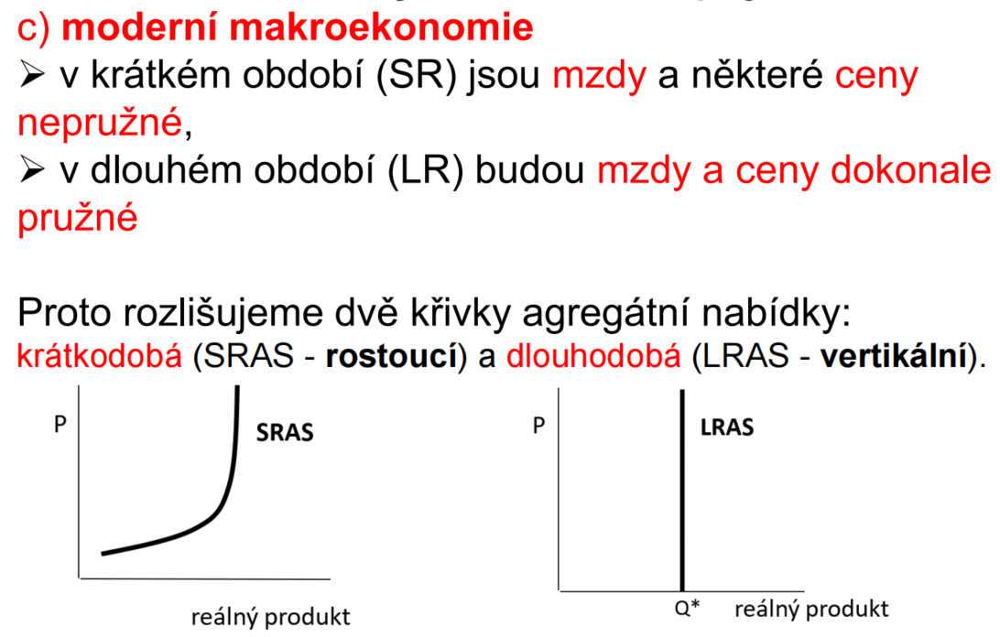 c) moderní makroekonomie
➢ v krátkém období (SR) jsou mzdy a některé ceny
nepružné,
➢ v dlouhém období (LR) budou mzdy a ceny dokonale
pružné
Proto rozlišujeme dvě křivky agregátní nabídky:
krátkodobá (SRAS - rostoucí) a dlouhodobá (LRAS - vertikální).
P
SRAS
reálný produkt
P
LRAS
Q*
reálný produkt